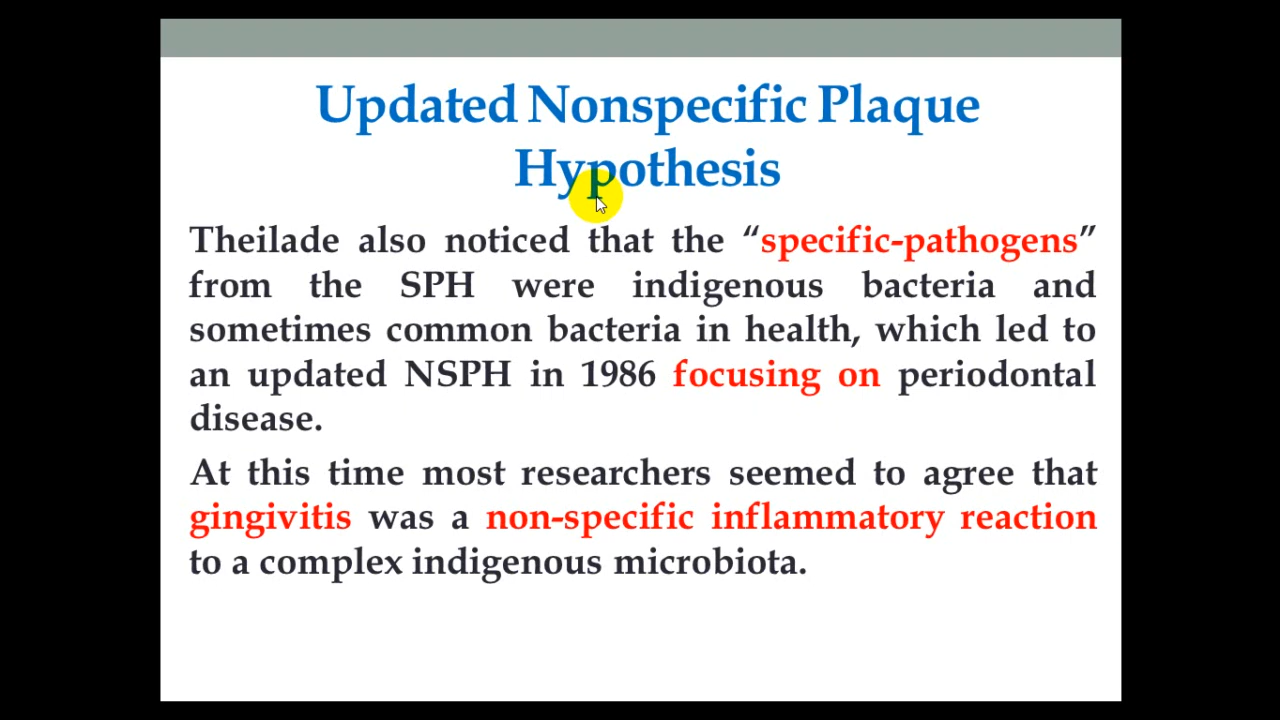 Updated Nonspecific Plaque
Hypothesis
Theilade also noticed that the “specific-pathogens”
from the SPH were indigenous bacteria and
sometimes common bacteria in health, which led to
an updated NSPH in 1986 focusing on periodontal
disease.
At this time most researchers seemed to agree that
gingivitis was a non-specific inflammatory reaction
to a complex indigenous microbiota.